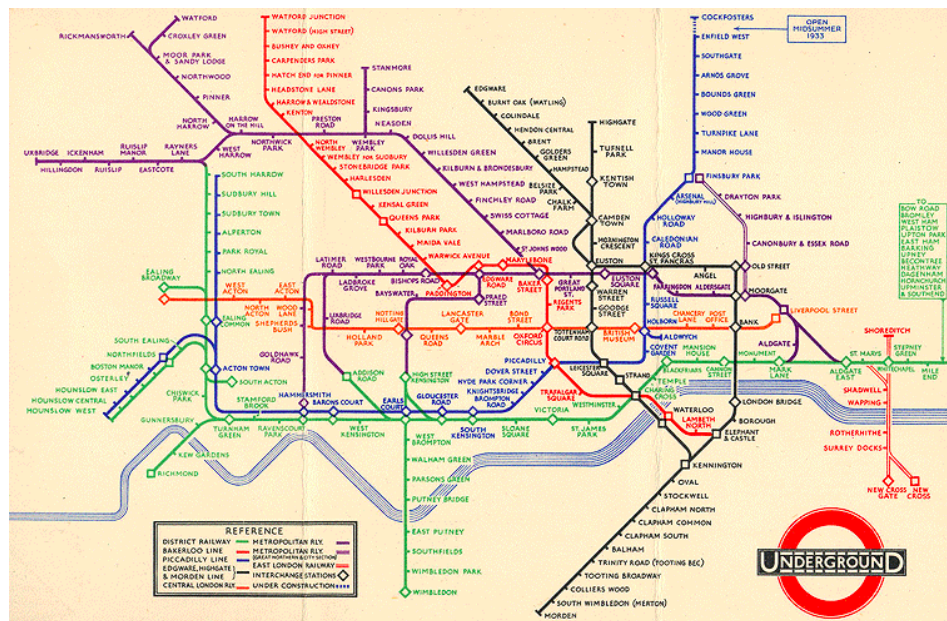 WATFORD
CROXLEY GREEN
RICKMANSWORTH
MOOR PARK
& SANDY LODGE
NORTHWOOD
PINNER
NORTH
HARROW
HARROW
ON THE HILL
NORTHWICK
PARK
PRESTON
ROAD
WEMBLEY
PARK
NEASDEN
STANMORE
CANONS PARK
KINGSBURY
DOLLIS HILL
WILLESDEN GREEN
KILBURN & BRONDESBURY
WEST HAMPSTEAD
FINCHLEY ROAD
SWISS COTTAGE
MARLBORO ROAD
ST. JOHNS WOOD
UXBRIDGE
ICKENHAM
RUISLIP
MANOR
RAYNERS
LANE
WEST
HARROW
HILLINGDON
RUISLIP
EASTCOTE
WATFORD JUNCTION
WATFORD (HIGH STREET)
BUSHEY AND OXHEY
CARPENDERS PARK
HATCH END FOR PINNER
HEADSTONE LANE
HARROW & WEALDSTONE
KENTON
NORTH
WEMBLEY
WEMBLEY FOR SUDBURY
STONEBRIDGE PARK
HARLESDEN
WILLESDEN JUNCTION
KENSAL GREEN
QUEENS PARK
KILBURN PARK
MAIDA VALE
WARWICK AVENUE
PADDINGTON
EDGWARE
BURNT OAK (WATLING)
COLINDALE
HENDON CENTRAL
BRENT
GOLDERS
GREEN
HAMPSTEAD
BELSIZE
PARK
CHALK
FARM
HIGHGATE
TUFNELL
PARK
KENTISH
TOWN
CAMDEN
TOWN
MORNINGTON
CRESCENT
EUSTON
COCKFOSTERS
ENFIELD WEST
OPEN
MIDSUMMER
1933
SOUTHGATE
ARNOS GROVE
BOUNDS GREEN
WOOD GREEN
TURNPIKE LANE
MANOR HOUSE
FINSBURY PARK
ARSENAL
(HIGHBURY HILL)
HOLLOWAY
ROAD
CALEDONIAN
ROAD
KINGS CROSS
ST. PANCRAS
DRAYTON PARK
HIGHBURY & ISLINGTON
CANONBURY & ESSEX ROAD
OLD STREET
ANGEL
MOORGATE
TO
BOW ROAD
BROMLEY
WEST HAM
PLAISTOW
UPTON PARK
EAST HAM
BARKING
UPNEY
BECONTREE
HEATHWAY
DAGENHAM
HORNCHURCH
UPMINSTER
& SOUTHEND
SOUTH HARROW
SUDBURY HILL
SUDBURY TOWN
ALPERTON
PARK ROYAL
NORTH EALING
EALING
BROADWAY
WEST
ACTON
EAST
ACTON
NORTH
ACTON
WOOD
LANE
SHEPHERDS
BUSH
EALING
COMMON
LATIMER
ROAD
LADBROKE
GROVE
WESTBOURNE
PARK
ROYAL
OAK
BISHOPS ROAD
BAYSWATER
EDGWARE
ROAD
PRAED
STREET
MARYLEBONE
BAKER
STREET
GREAT
PORTLAND
ST.
REGENTS
PARK
EUSTON
SQUARE
WARREN
STREET
GOODGE
STREET
TOTTENHAM
COURT ROAD
RUSSELL
SQUARE
FARRINGDON
ALDERSGATE
LIVERPOOL STREET
UXBRIDGE
ROAD
HOLLAND
PARK
NOTTING
HILL GATE
QUEENS
ROAD
LANCASTER
GATE
MARBLE
ARCH
BOND
STREET
OXFORD
CIRCUS
BRITISH
MUSEUM
HOLBORN
CHANCERY
LANE
POST
OFFICE
BANK
ALDWYCH
COVENT
GARDEN
LEICESTER
SQUARE
STRAND
ALDGATE
SHOREDITCH
ST. MARYS
STEPNEY
GREEN
WHITECHAPEL
MILE
END
ALDGATE
EAST
MARK
LANE
MONUMENT
CANNON
STREET
MANSION
HOUSE
BLACKFRIARS
TEMPLE
CHARING
CROSS
WESTMINSTER
ST. JAMES
PARK
VICTORIA
SLOANE
SQUARE
SOUTH
KENSINGTON
GLOUCESTER
ROAD
HIGH STREET
KENSINGTON
ADDISON
ROAD
GOLDHAWK
ROAD
HAMMERSMITH
BARONS COURT
EARLS
COURT
WEST
KENSINGTON
PICCADILLY
DOVER STREET
HYDE PARK CORNER
KNIGHTSBRIDGE
BROMPTON
ROAD
TRAFALGAR
SQUARE
WATERLOO
LAMBETH
NORTH
ELEPHANT
& CASTLE
LONDON BRIDGE
BOROUGH
SHADWELL
WAPPING
ROTHERHITHE
SURREY DOCKS
NEW CROSS
GATE
NEW
CROSS
SOUTH EALING
NORTHFIELDS
BOSTON MANOR
OSTERLEY
HOUNSLOW EAST
HOUNSLOW CENTRAL
HOUNSLOW WEST
ACTON TOWN
SOUTH ACTON
CHISWICK
PARK
GUNNERSBURY
KEW GARDENS
RICHMOND
TURNHAM
GREEN
STAMFORD
BROOK
RAVENSCOURT
PARK
WEST
BROMPTON
WALHAM GREEN
PARSONS GREEN
PUTNEY BRIDGE
EAST PUTNEY
SOUTHFIELDS
WIMBLEDON PARK
WIMBLEDON
KENNINGTON
OVAL
STOCKWELL
CLAPHAM NORTH
CLAPHAM COMMON
CLAPHAM SOUTH
BALHAM
TRINITY ROAD (TOOTING BEC)
TOOTING BROADWAY
COLLIERS WOOD
SOUTH WIMBLEDON (MERTON)
MORDEN
REFERENCE
DISTRICT RAILWAY
BAKERLOO LINE
PICCADILLY LINE
EDGWARE, HIGHGATE
& MORDEN LINE
CENTRAL LONDON RLY.
METROPOLITAN RLY.
METROPOLITAN RLY.
(GREAT NORTHERN & CITY SECTION)
EAST LONDON RAILWAY
INTERCHANGE STATIONS
UNDER CONSTRUCTION
UNDERGROUND